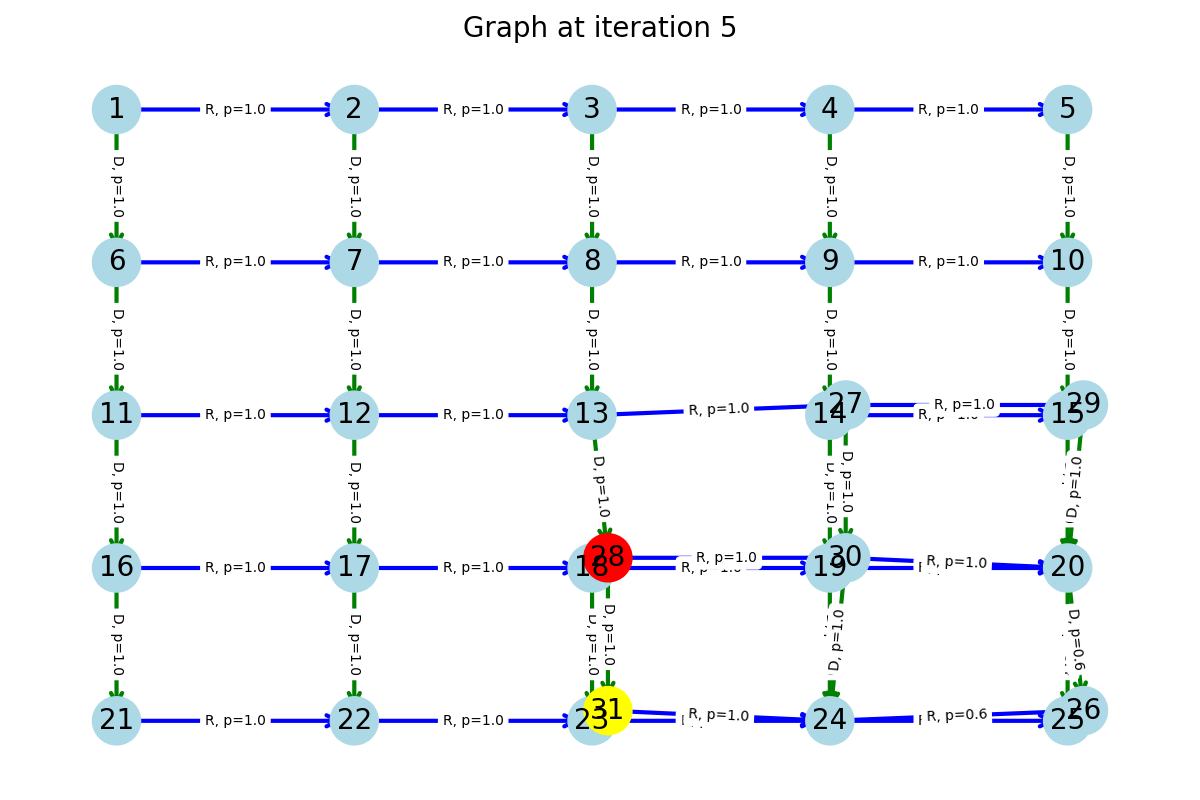 Graph at iteration 5
1 R, p=1.0 2 R, p=1.0 3 R, p=1.0 4 R, p=1.0 5
D, p=1.0 D, p=1.0 D, p=1.0 D, p=1.0 D, p=1.0
6 R, p=1.0 7 R, p=1.0 8 R, p=1.0 9 R, p=1.0 10
D, p=1.0 D, p=1.0 D, p=1.0 D, p=1.0 D, p=1.0
27 R, p=1.0 29
11 R, p=1.0 12 R, p=1.0 13 R, p=1.0 14 R, p=1.0 15
D, p=1.0 D, p=1.0 D, p=1.0 D, p=1.0 D, p=1.0 D, p=1.0
28 R, p=1.0 30 R, p=1.0
16 R, p=1.0 17 R, p=1.0 18 R, p=1.0 19 20
D, p=1.0 D, p=1.0 D, p=1.0 D, p=1.0 D, p=1.0 D, p=0.6
31 R, p=1.0 R, p=0.6 26
21 R, p=1.0 22 R, p=1.0 23 24 25